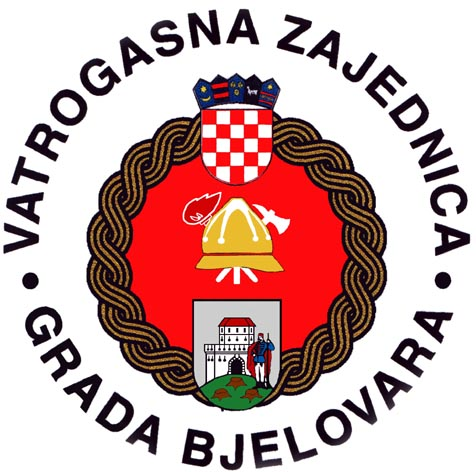 VATROGASNA ZAJEDNICA
• GRADA BJELOVARA •